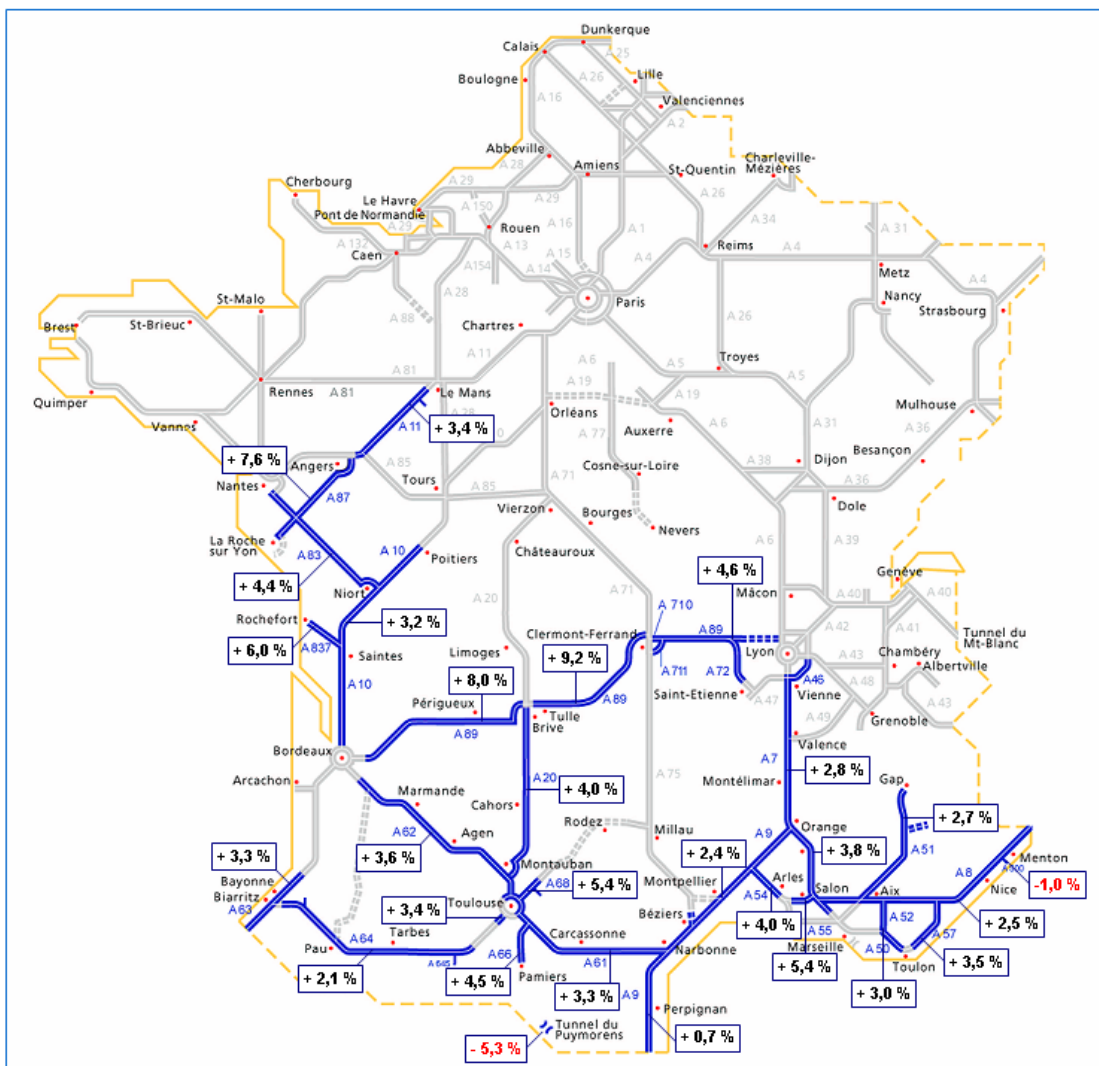 Dunkerque
Calais
A 25
Boulogne
A 26
Lille
A 16
Valenciennes
A 2
Abbeville
A 28
Amiens
St-Quentin
Charleville-
Mézières
Cherbourg
A 29
Le Havre
Pont de Normandie
A 150
A 29
A 26
A 29
Rouen
A 16
A 1
A 34
A 31
A 132
A 13
A 15
Reims
A 4
Caen
A 154
A 14
A 4
Metz
A 4
St-Malo
A 28
Paris
Nancy
Brest
St-Brieuc
A 88
Chartres
A 26
Strasbourg
A 11
A 6
A 5
Troyes
A 81
A 5
Rennes
A 81
Le Mans
A 19
A 19
Quimper
A 28
Orléans
Mulhouse
Vannes
A 11
+ 3,4 %
A 77
Auxerre
A 6
A 31
A 36
+ 7,6 %
Angers
A 85
A 71
Cosne-sur-Loire
A 38
Dijon
Besançon
Nantes
A 87
Tours
A 85
A 36
Dole
Vierzon
Bourges
Nevers
La Roche
sur Yon
A 83
A 10
Poitiers
Châteauroux
A 6
A 39
+ 4,4 %
+ 4,6 %
Genève
Niort
A 20
A 71
A 710
Mâcon
A 40
A 40
Rochefort
+ 3,2 %
Clermont-Ferrand
A 89
A 42
A 41
Tunnel du
Mt-Blanc
+ 6,0 %
A 837
Saintes
Limoges
+ 9,2 %
A 711
A 72
Lyon
A 43
Chambéry
Albertville
A 10
+ 8,0 %
A 89
Saint-Etienne
A 47
A 46
Vienne
A 48
Périgueux
Tulle
Brive
A 49
Grenoble
A 43
Bordeaux
A 89
Valence
A 7
Arcachon
A 20
A 75
Montélimar
+ 2,8 %
Gap
Marmande
Cahors
+ 4,0 %
Rodez
Orange
+ 2,7 %
A 62
Agen
Millau
A 9
A 51
+ 3,3 %
+ 3,6 %
Montauban
+ 2,4 %
+ 3,8 %
Menton
Bayonne
A 68
+ 5,4 %
Montpellier
Arles
A 8
A 500
-1,0 %
Biarritz
+ 3,4 %
Toulouse
A 54
Salon
Aix
Nice
A 63
Béziers
A 52
+ 4,0 %
A 55
A 57
+ 2,5 %
A 64
Tarbes
Carcassonne
Narbonne
Marseille
A 50
Pau
A 645
A 66
A 61
Toulon
+ 3,5 %
+ 2,1 %
+ 4,5 %
Pamiers
+ 5,4 %
+ 3,3 %
A 9
+ 3,0 %
Perpignan
Tunnel du
Puymorens
+ 0,7 %
- 5,3 %